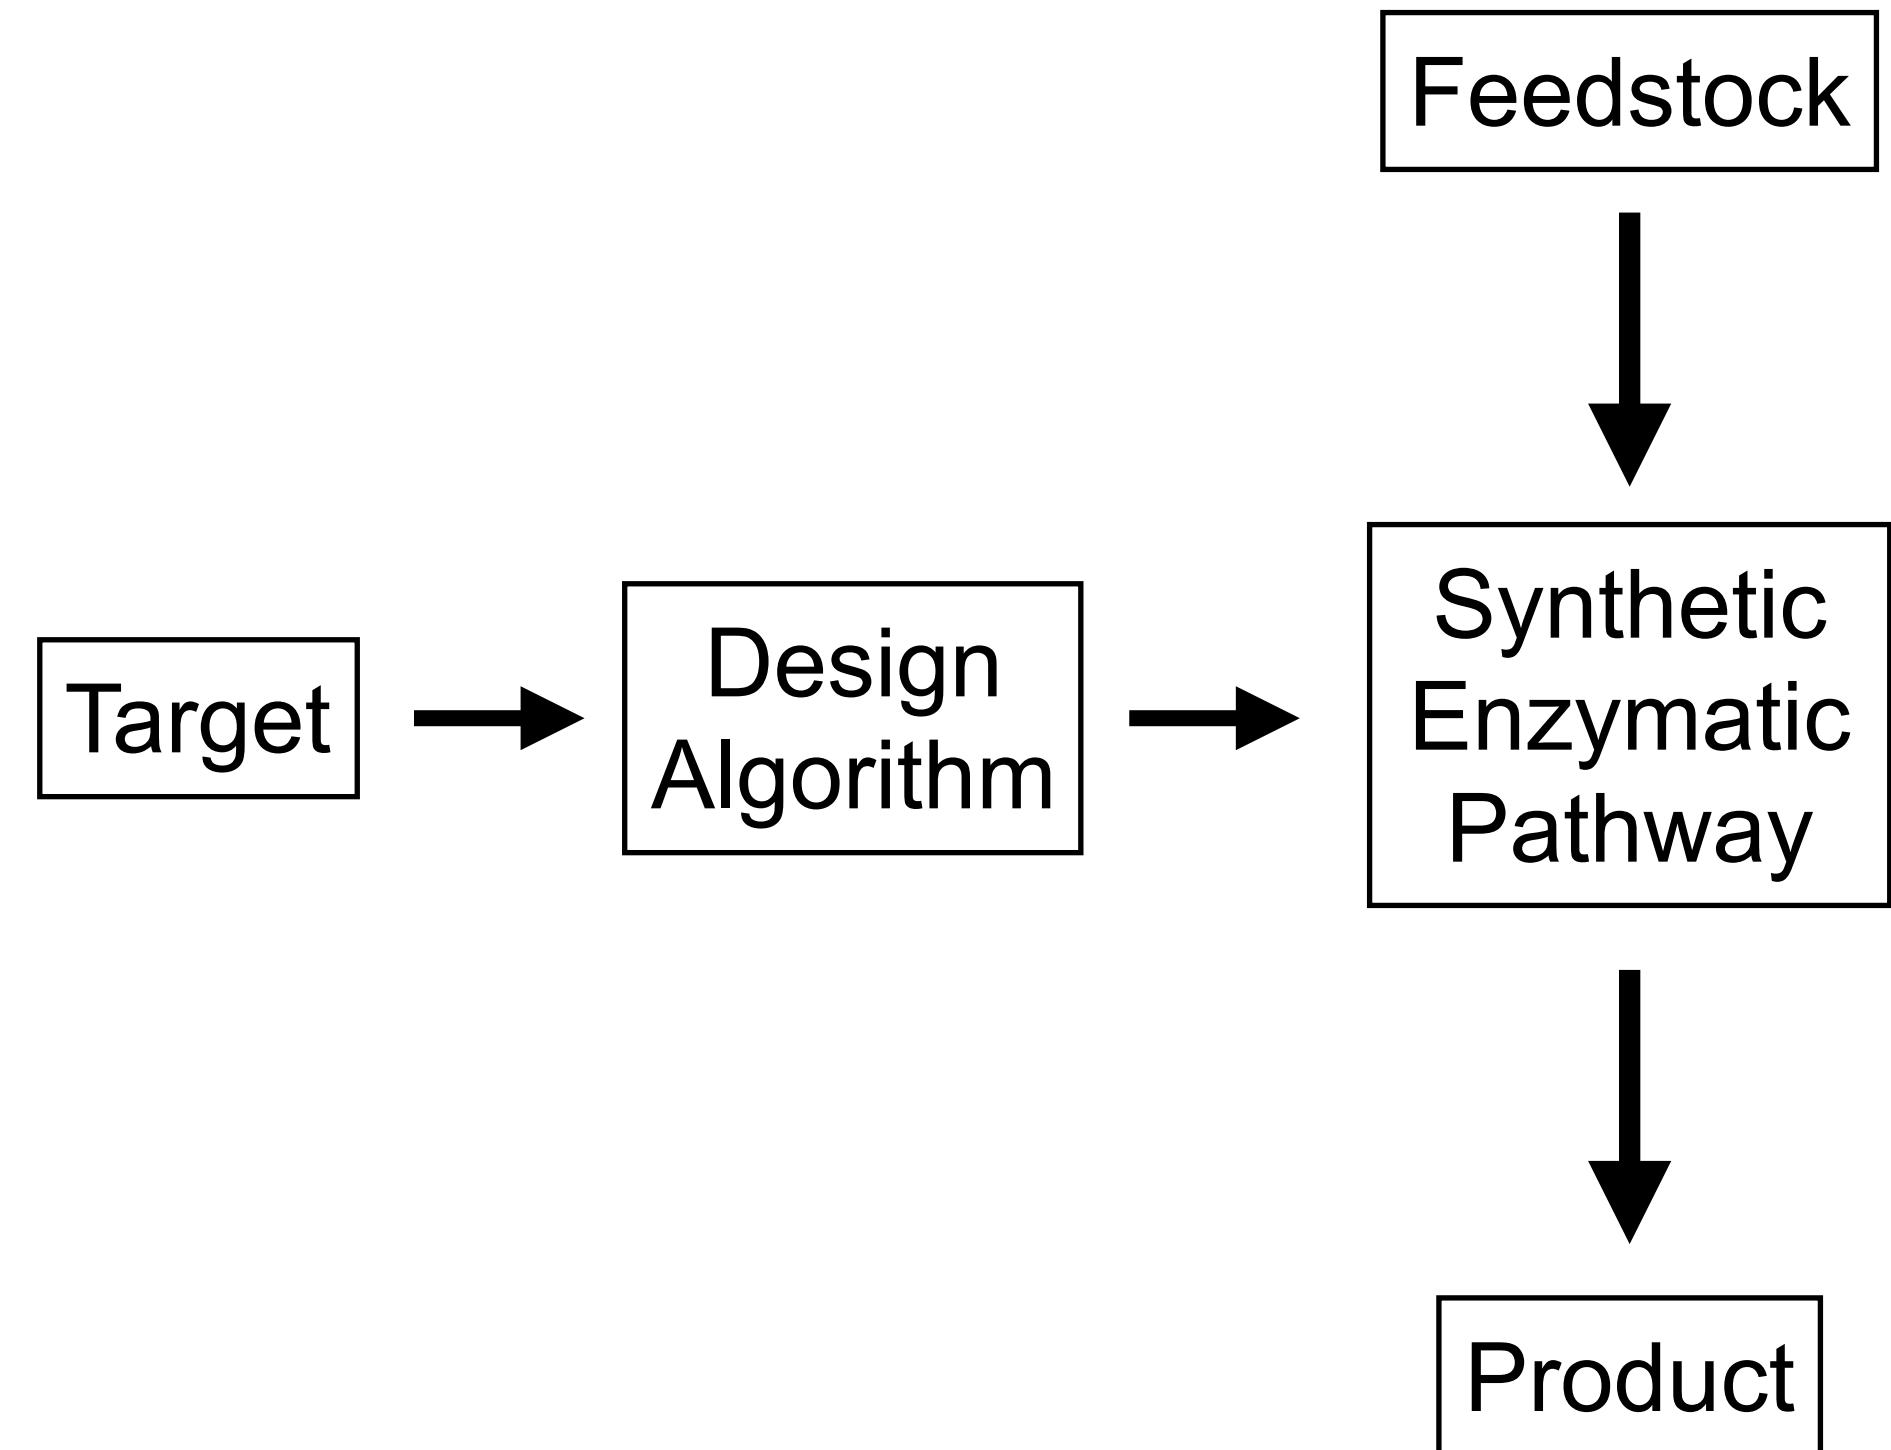 Feedstock
Target
Design
Algorithm
Synthetic
Enzymatic
Pathway
Product